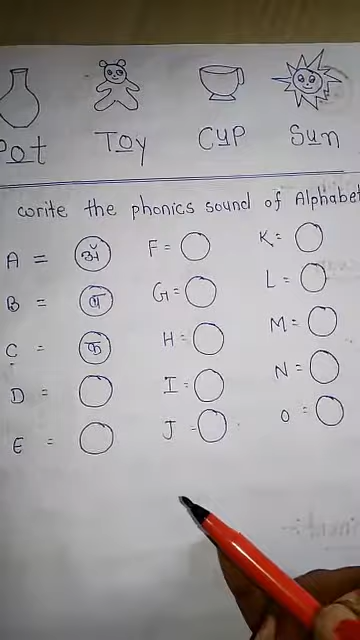 Pot Toy Cup Sun
write the phonics sound of Alphabet
A = अॅ F = K =
B = ब G = L =
C = क H = M =
D = I = N =
E = J = O =